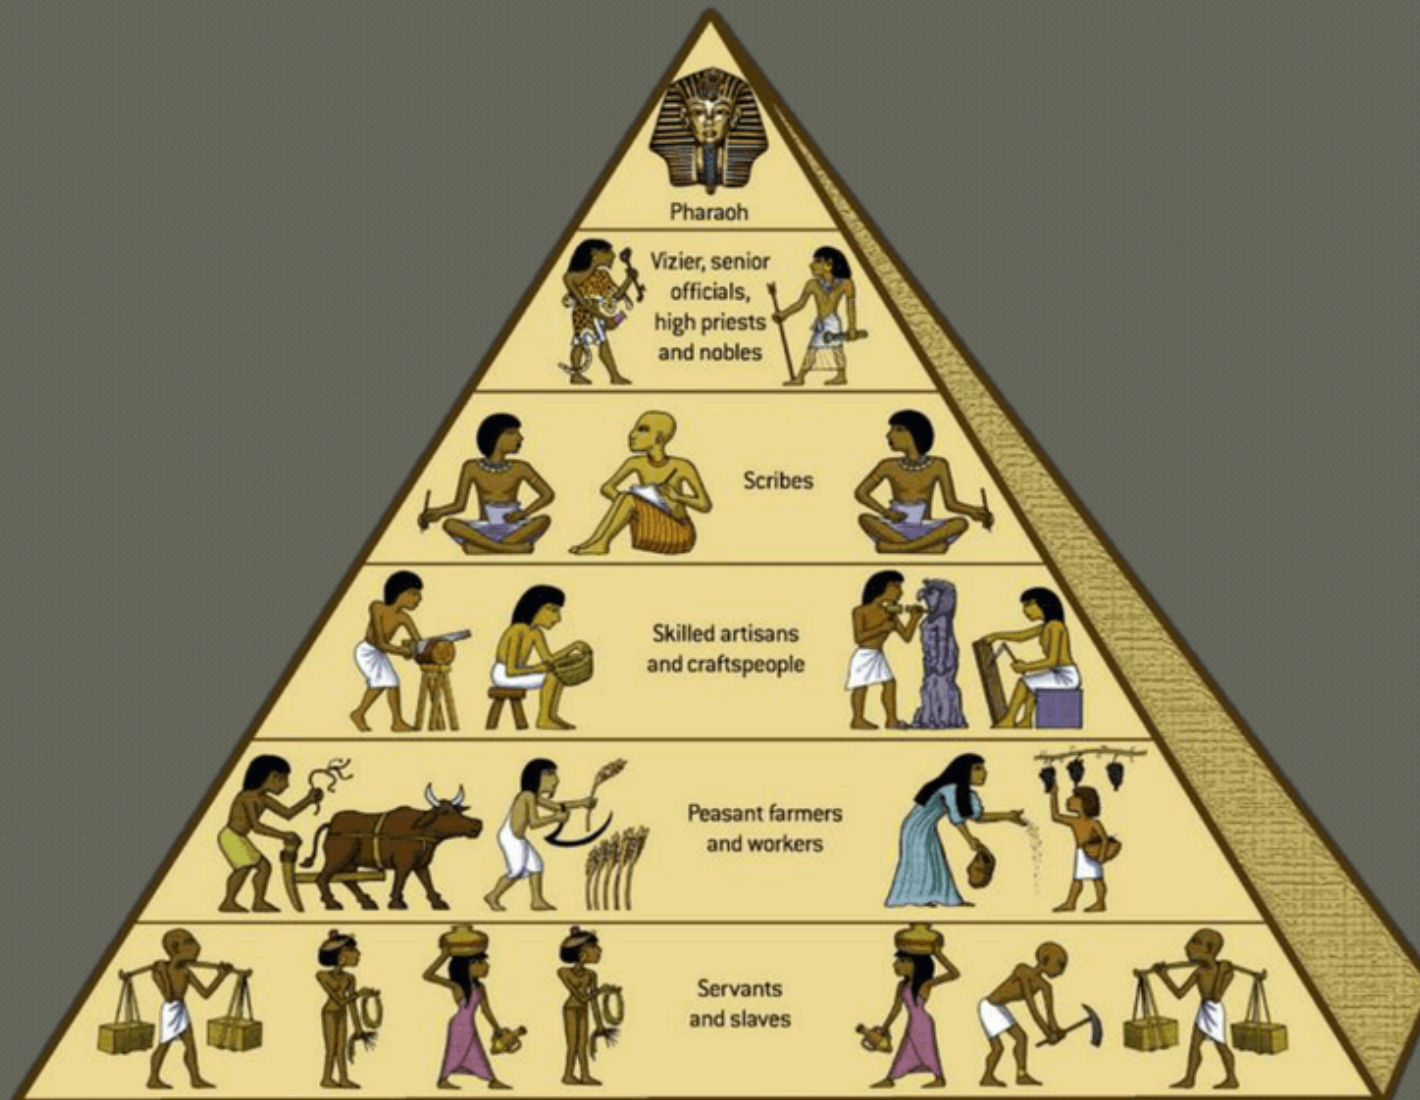 Pharaoh
Vizier, senior
officials,
high priests
and nobles
Scribes
Skilled artisans
and craftspeople
Peasant farmers
and workers
Servants
and slaves